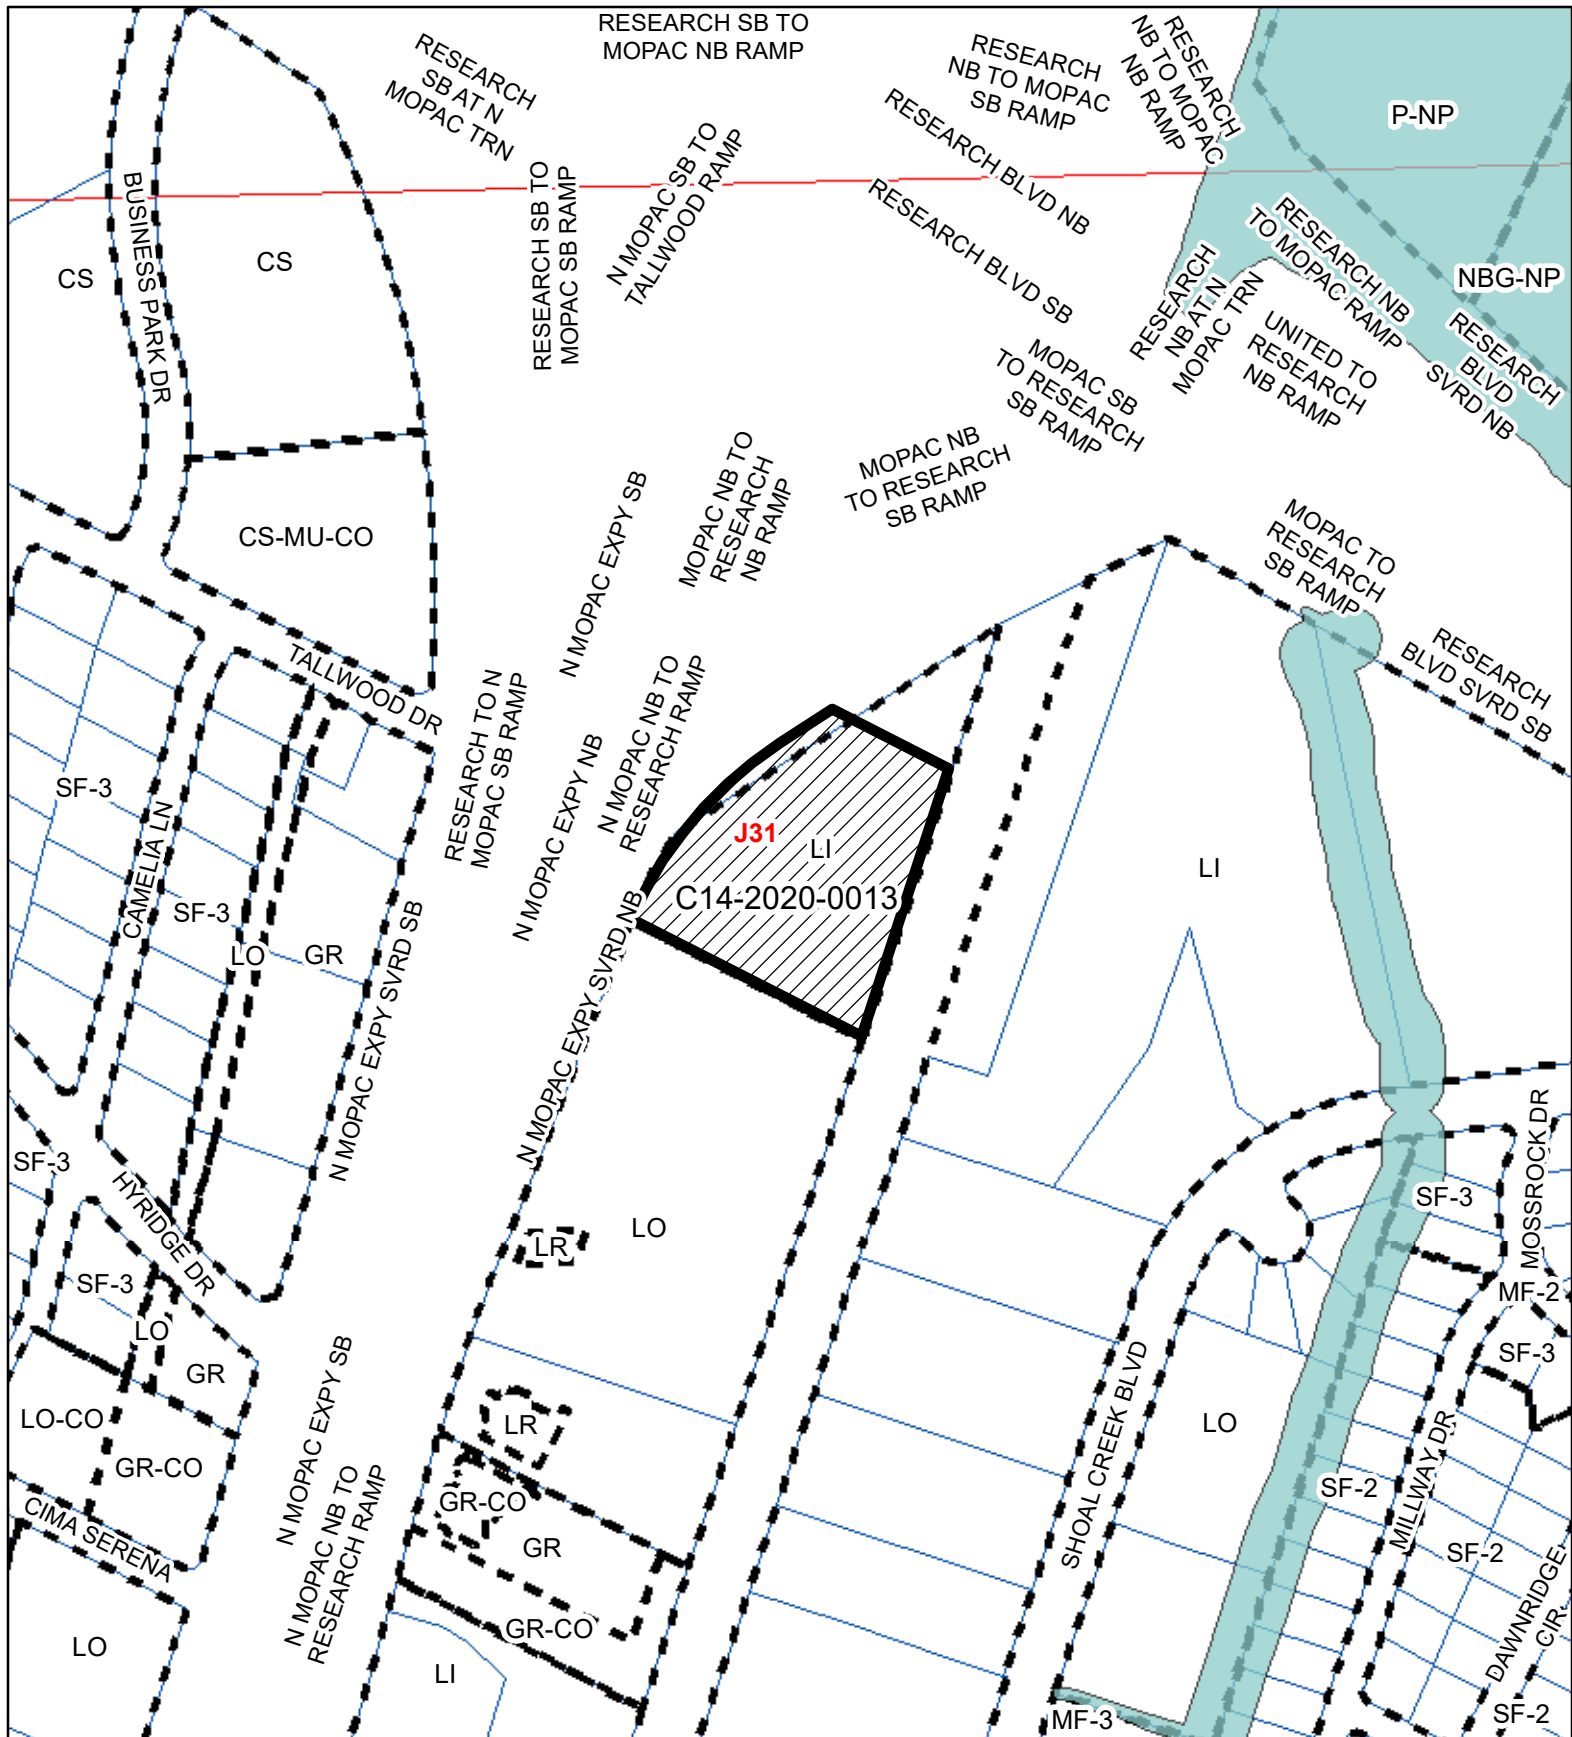 RESEARCH SB TO
MOPAC NB RAMP
RESEARCH
SB AT N
MOPAC TRN
RESEARCH
NB TO MOPAC
SB RAMP
RESEARCH
NB TO MOPAC
NB RAMP
P-NP
RESEARCH BLVD NB
N MOPAC SB TO
TALLWOOD RAMP
RESEARCH SB TO
MOPAC SB RAMP
BUSINESS PARK DR
RESEARCH BLVD SB
RESEARCH NB
TO MOPAC RAMP
CS
CS
NBG-NP
RESEARCH
NB AT N
MOPAC TRN
RESEARCH
BLVD
SVRD NB
UNITED TO
RESEARCH
NB RAMP
MOPAC SB
TO RESEARCH
SB RAMP
MOPAC NB
TO RESEARCH
SB RAMP
MOPAC NB TO
RESEARCH
NB RAMP
N MOPAC EXPY SB
CS-MU-CO
MOPAC TO
RESEARCH
SB RAMP
RESEARCH
BLVD SVRD SB
TALLWOOD DR
RESEARCH TO N
MOPAC SB RAMP
N MOPAC NB TO
RESEARCH RAMP
N MOPAC EXPY NB
SF-3
CAMELIA LN
J31
LI
C14-2020-0013
LI
SF-3
LO
GR
N MOPAC EXPY SVRD SB
N MOPAC EXPY SVRD NB
SF-3
HYRIDGE DR
MOSSROCK DR
SF-3
LO
LR
SF-3
MF-2
LO
GR
SF-3
N MOPAC EXPY SB
LO-CO
LR
SHOAL CREEK BLVD
LO
MILLWAY DR
GR-CO
SF-2
GR-CO
CIMA SERENA
N MOPAC NB TO
RESEARCH RAMP
GR
SF-2
DAWNRIDGE
CIR
GR-CO
LO
LI
MF-3
SF-2